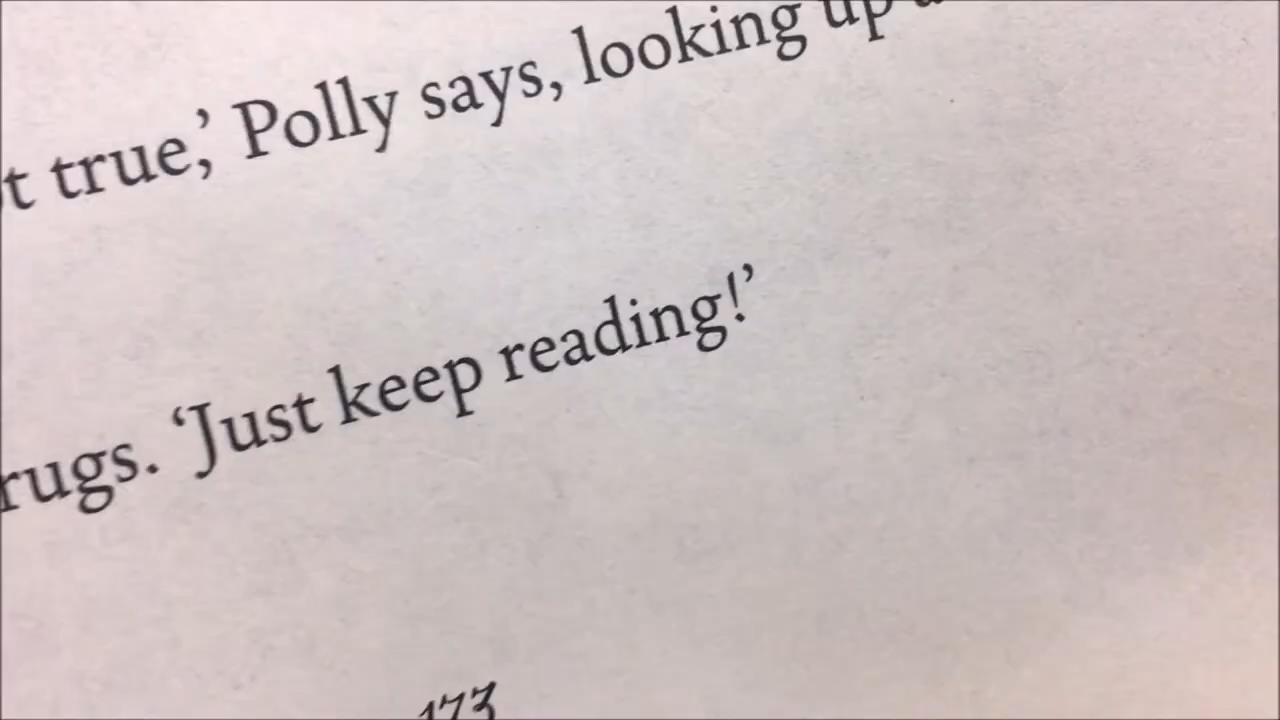 t true,’ Polly says, looking up
rugs. ‘Just keep reading!’
173